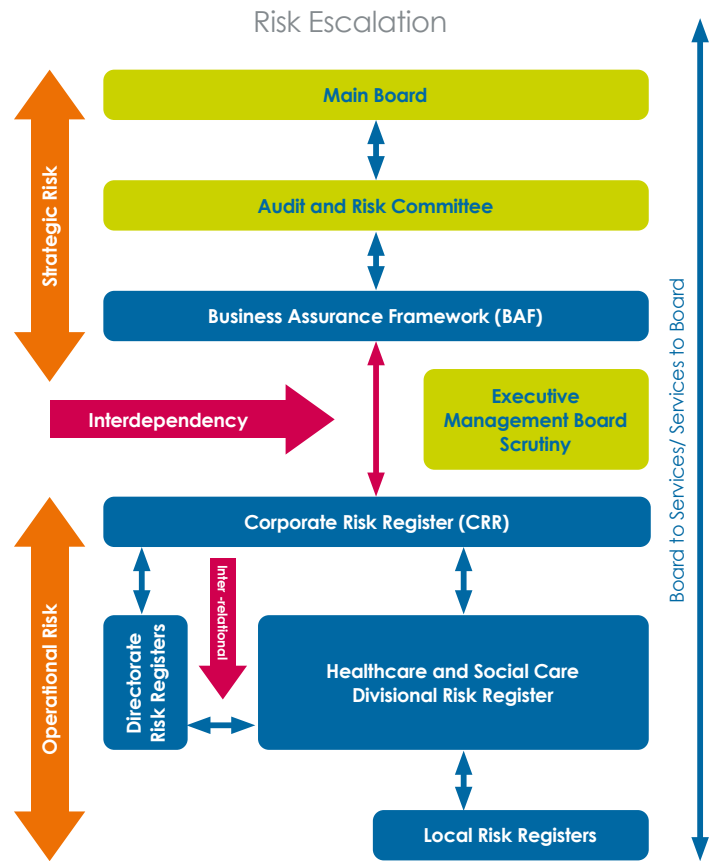 Risk Escalation
Main Board
Strategic Risk
Audit and Risk Committee
Business Assurance Framework (BAF)
Interdependency
Executive
Management Board
Scrutiny
Board to Services/ Services to Board
Corporate Risk Register (CRR)
Operational Risk
Inter -relational
Directorate
Risk Registers
Healthcare and Social Care
Divisional Risk Register
Local Risk Registers